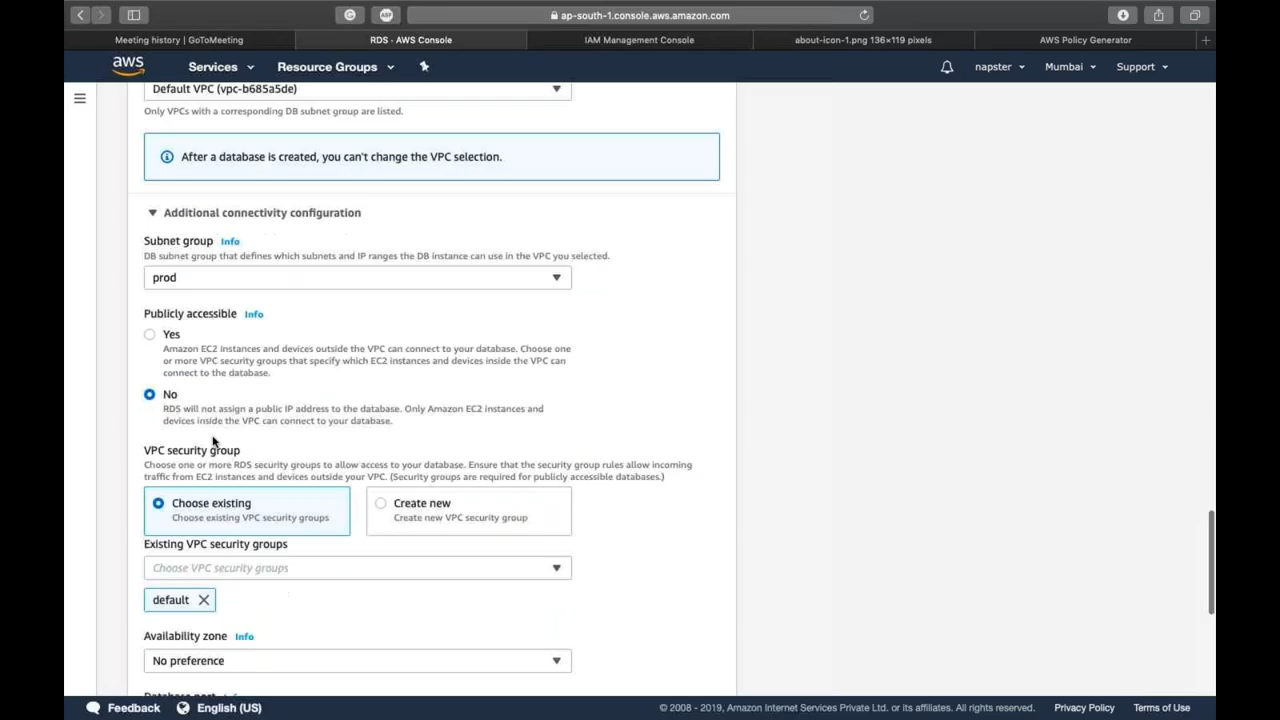 ap-south-1.console.aws.amazon.com
Meeting history | GoToMeeting
RDS - AWS Console
IAM Management Console
about-icon-1.png 136×119 pixels
AWS Policy Generator
aws
Services
Resource Groups
napster
Mumbai
Support
Default VPC (vpc-b685a5de)
Only VPCs with a corresponding DB subnet group are listed.
After a database is created, you can't change the VPC selection.
Additional connectivity configuration
Subnet group Info
DB subnet group that defines which subnets and IP ranges the DB instance can use in the VPC you selected.
prod
Publicly accessible Info
Yes
Amazon EC2 instances and devices outside the VPC can connect to your database. Choose one
or more VPC security groups that specify which EC2 instances and devices inside the VPC can
connect to the database.
No
RDS will not assign a public IP address to the database. Only Amazon EC2 instances and
devices inside the VPC can connect to your database.
VPC security group
Choose one or more RDS security groups to allow access to your database. Ensure that the security group rules allow incoming
traffic from EC2 instances and devices outside your VPC. (Security groups are required for publicly accessible databases.)
Choose existing
Choose existing VPC security groups
Create new
Create new VPC security group
Existing VPC security groups
Choose VPC security groups
default
Availability zone Info
No preference
Feedback
English (US)
© 2008 - 2019, Amazon Internet Services Private Ltd. or its affiliates. All rights reserved.
Privacy Policy
Terms of Use